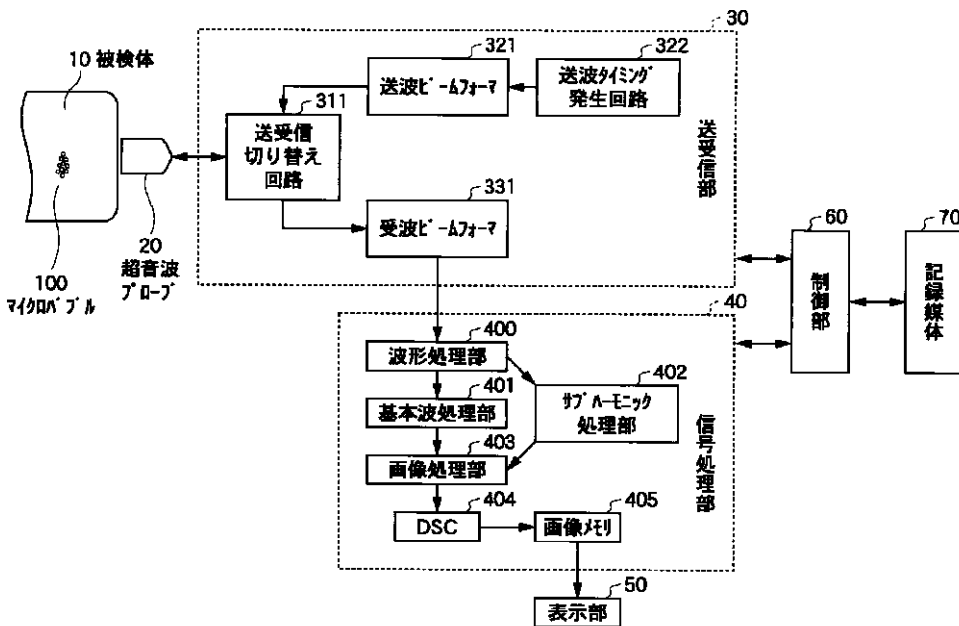 30
10 被検体
321
322
送波ビームフォーマ
送波タイミング
発生回路
311
送受信
切り替え
回路
送受信部
331
受波ビームフォーマ
20
超音波
プローブ
100
マイクロバブル
60
制御部
70
記録媒体
40
400
波形処理部
401
402
基本波処理部
サブハーモニック
処理部
403
画像処理部
信号処理部
404
405
DSC
画像メモリ
50
表示部